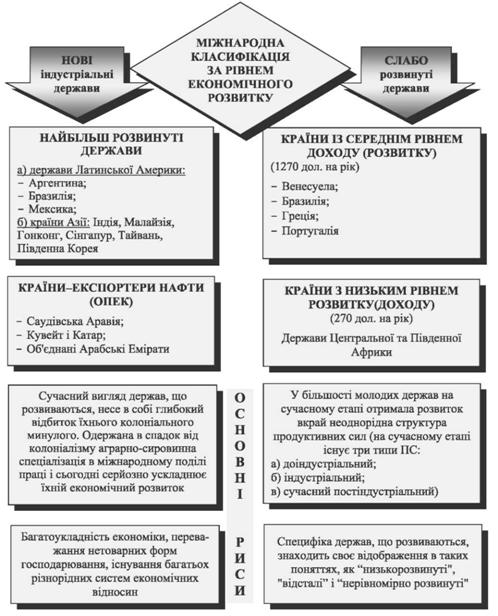 МІЖНАРОДНА
КЛАСИФІКАЦІЯ
ЗА РІВНЕМ
ЕКОНОМІЧНОГО
РОЗВИТКУ
НОВІ
індустріальні
держави
СЛАБО
розвинуті
держави
НАЙБІЛЬШ РОЗВИНУТІ
ДЕРЖАВИ
а) держави Латинської Америки:
– Аргентина;
– Бразилія;
– Мексика;
б) країни Азії: Індія, Малайзія,
Гонконг, Сінгапур, Тайвань,
Південна Корея
КРАЇНИ ІЗ СЕРЕДНІМ РІВНЕМ
ДОХОДУ (РОЗВИТКУ)
(1270 дол. на рік)
– Венесуела;
– Бразилія;
– Греція;
– Португалія
КРАЇНИ–ЕКСПОРТЕРИ НАФТИ
(ОПЕК)
– Саудівська Аравія;
– Кувейт і Катар;
– Об'єднані Арабські Емірати
КРАЇНИ З НИЗЬКИМ РІВНЕМ
РОЗВИТКУ(ДОХОДУ)
(270 дол. на рік)
Держави Центральної та Південної
Африки
Сучасний вигляд держав, що
розвиваються, несе в собі глибокий
відбиток їхнього колоніального
минулого. Одержана в спадок від
колоніалізму аграрно-сировинна
спеціалізація в міжнародному поділі
праці і сьогодні серйозно ускладнює
їхній економічний розвиток
ОСНОВНІ РИСИ
У більшості молодих держав на
сучасному етапі отримала розвиток
вкрай неоднорідна структура
продуктивних сил (на сучасному етапі
існує три типи ПС:
а) доіндустріальний;
б) індустріальний;
в) сучасний постіндустріальний)
Багатоукладність економіки, перева-
жання нетоварних форм
господарювання, існування багатьох
різнорідних систем економічних
відносин
Специфіка держав, що розвиваються,
знаходить своє відображення в таких
поняттях, як “низькорозвинуті",
"відсталі” і “нерівномірно розвинуті"